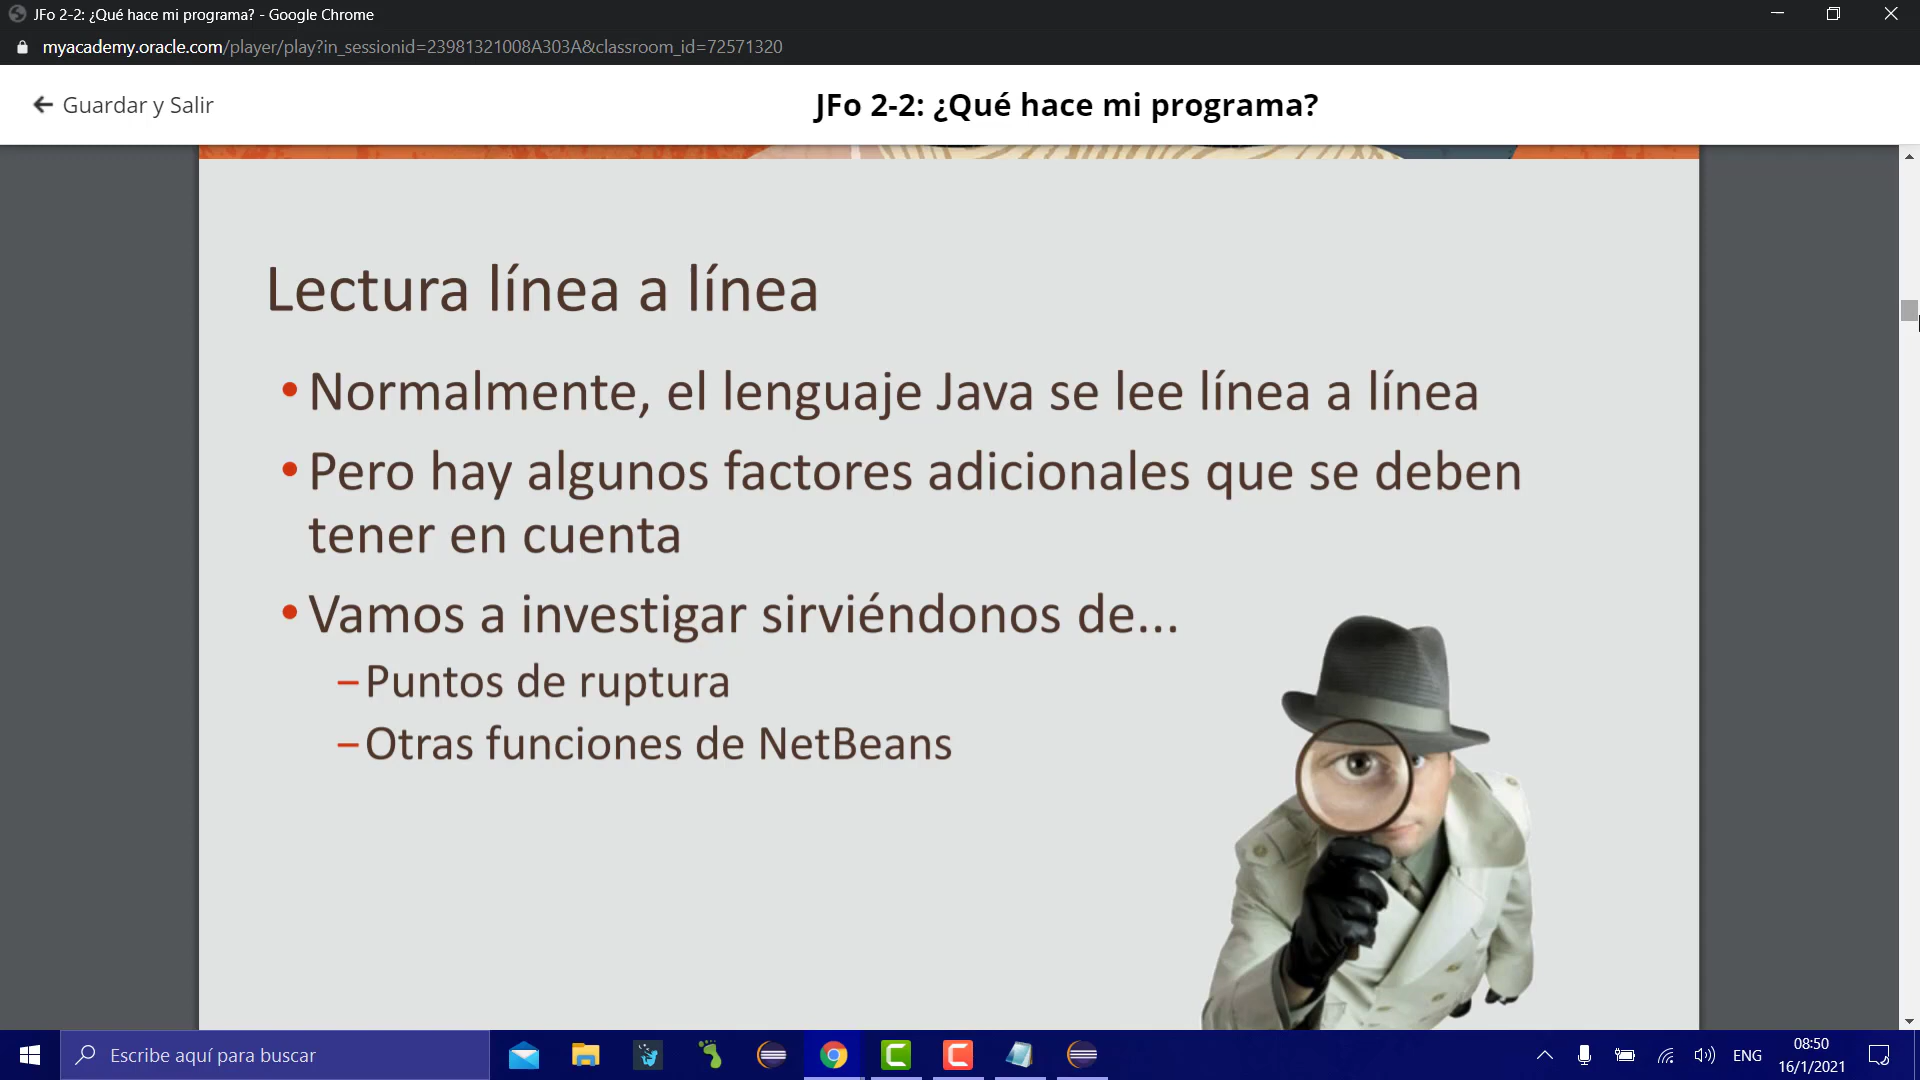 JFo 2-2: ¿Qué hace mi programa? - Google Chrome
myacademy.oracle.com/player/play?in_sessionid=23981321008A303A&classroom_id=72571320
Guardar y Salir
JFo 2-2: ¿Qué hace mi programa?
Lectura línea a línea
•Normalmente, el lenguaje Java se lee línea a línea
•Pero hay algunos factores adicionales que se deben
tener en cuenta
•Vamos a investigar sirviéndonos de...
–Puntos de ruptura
–Otras funciones de NetBeans
Escribe aquí para buscar
ENG
08:50
16/1/2021